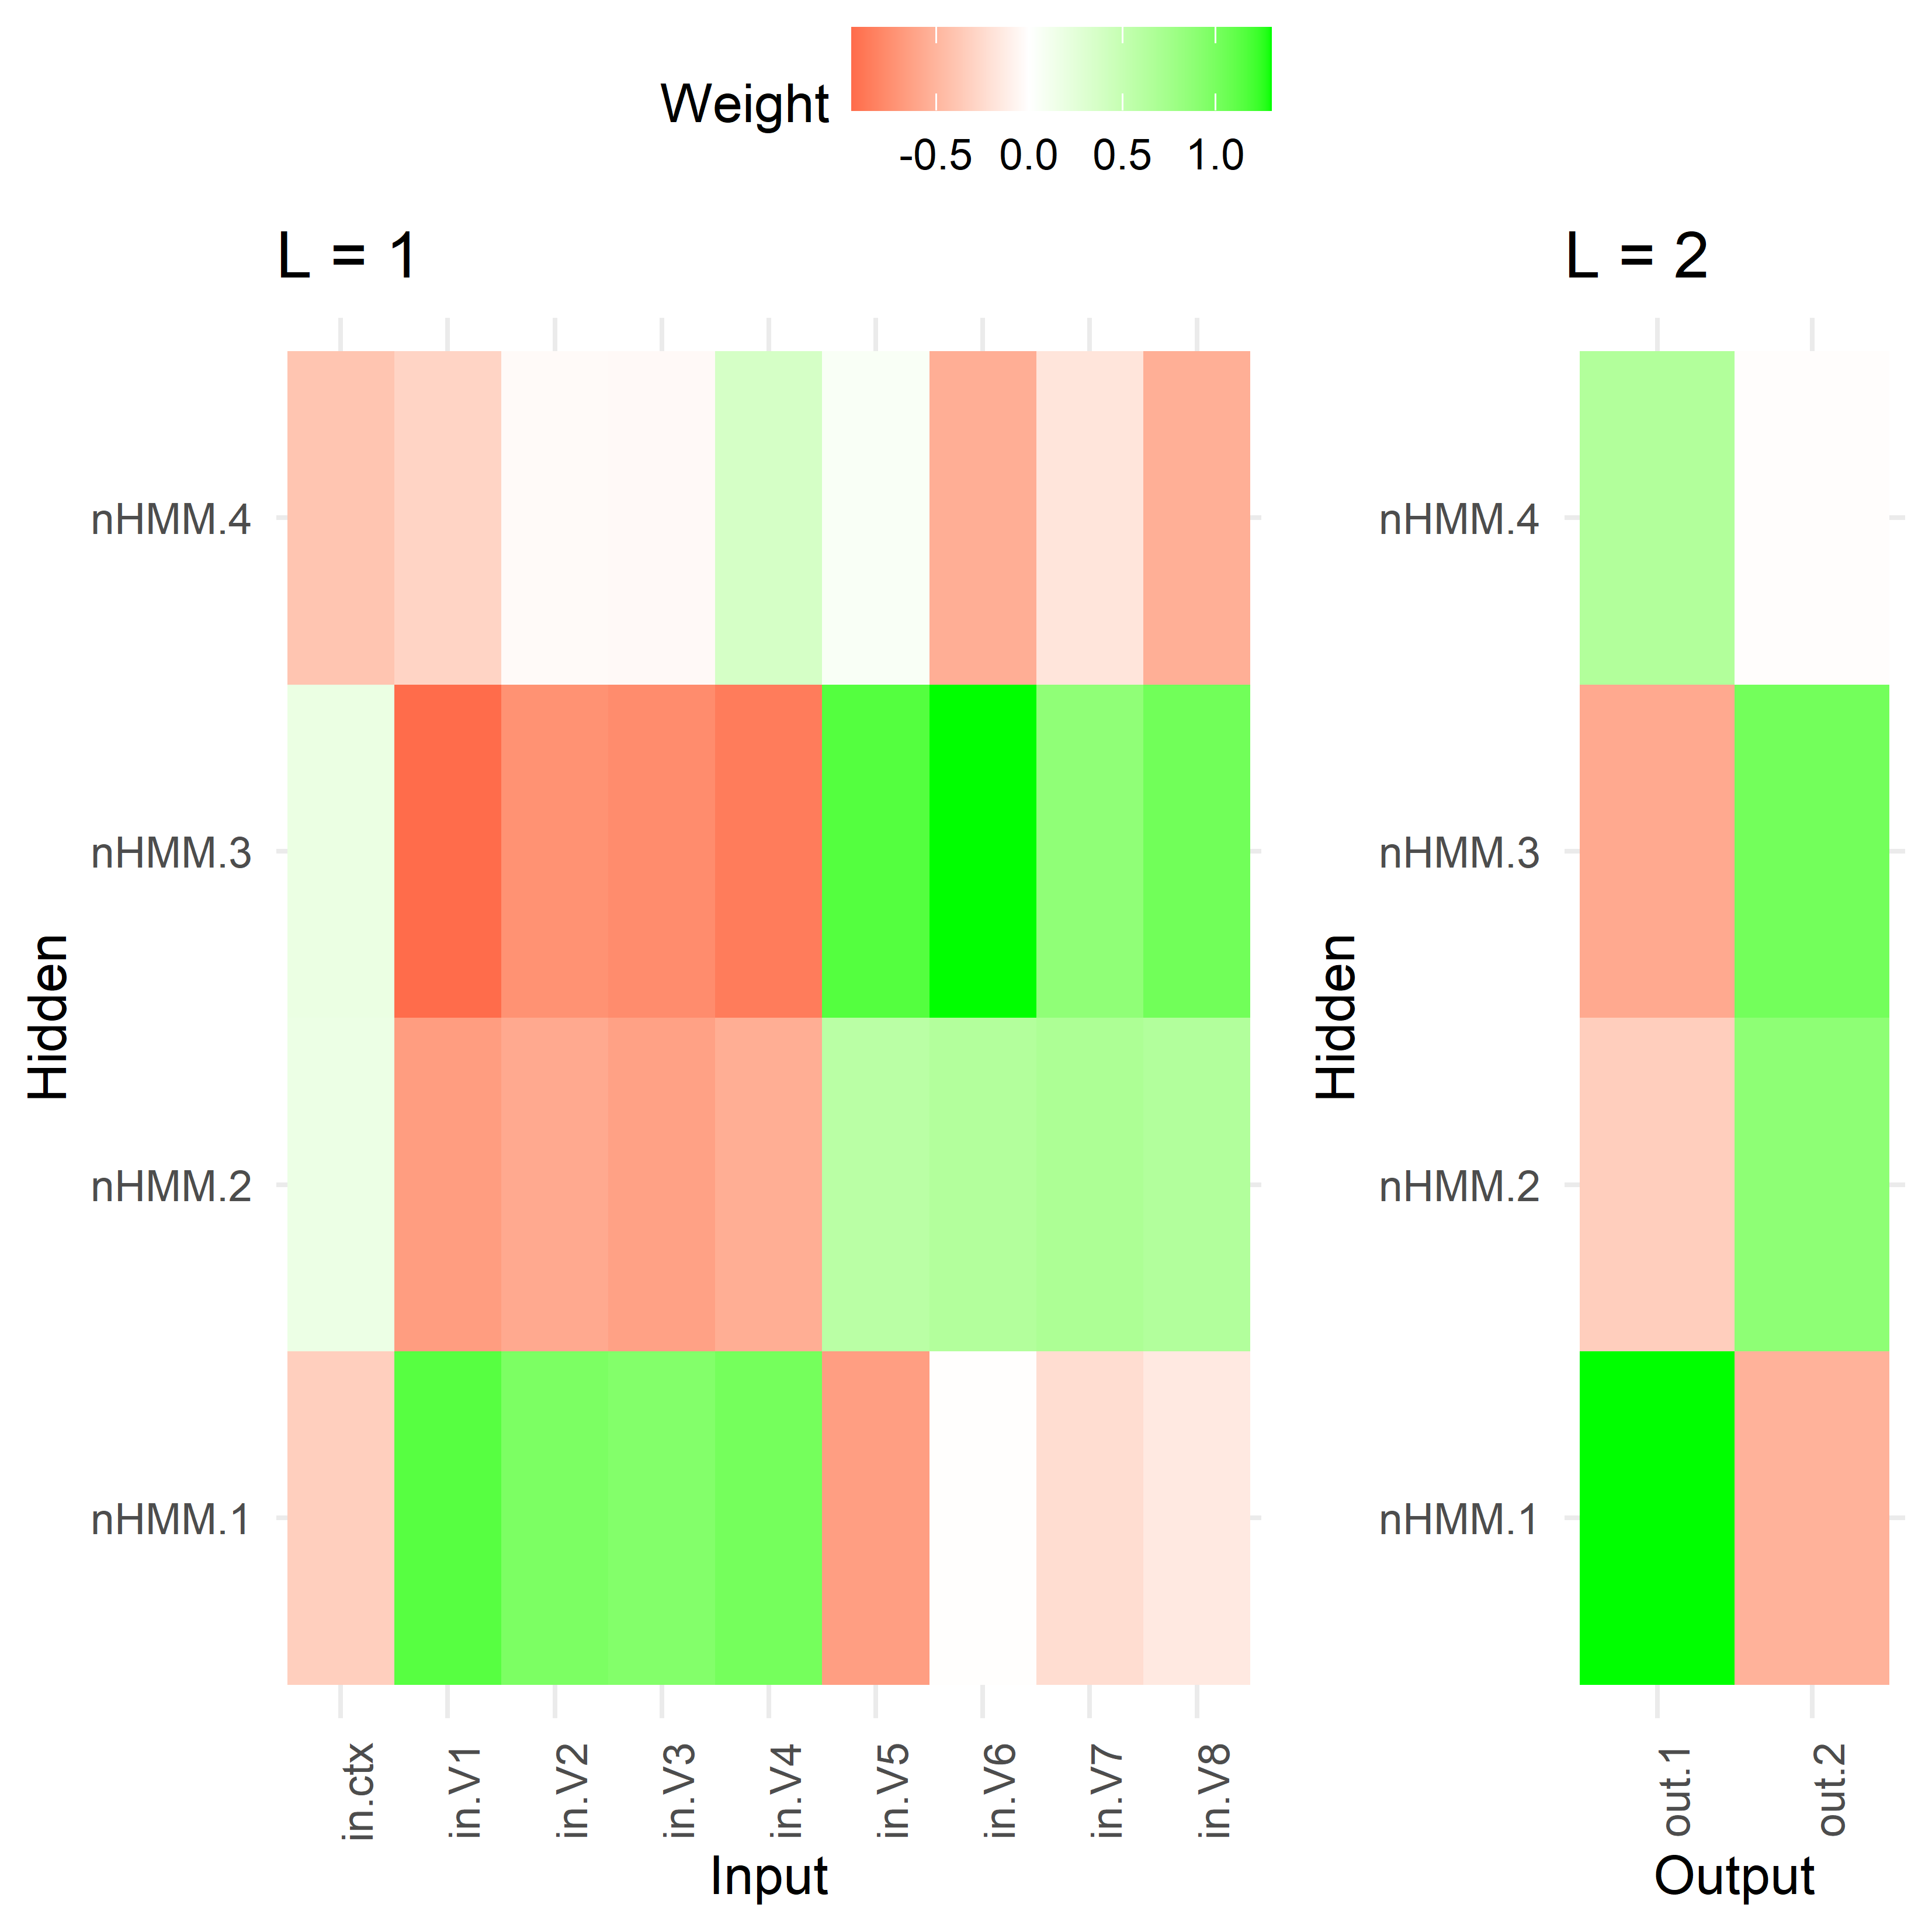 Weight
-0.5 0.0 0.5 1.0
L = 1
L = 2
Hidden
nHMM.4
nHMM.3
nHMM.2
nHMM.1
in.ctx in.V1 in.V2 in.V3 in.V4 in.V5 in.V6 in.V7 in.V8
Input
Hidden
nHMM.4
nHMM.3
nHMM.2
nHMM.1
out.1 out.2
Output